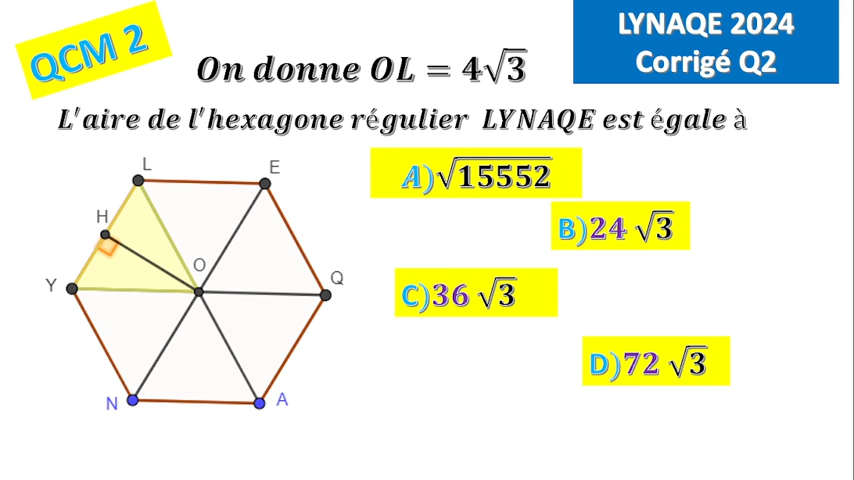 QCM 2
LYNAQE 2024
Corrigé Q2
On donne OL = 4√3
L'aire de l'hexagone régulier LYNAQE est égale à
A)√15552
B)24 √3
C)36 √3
D)72 √3
L
E
H
O
Y
Q
N
A